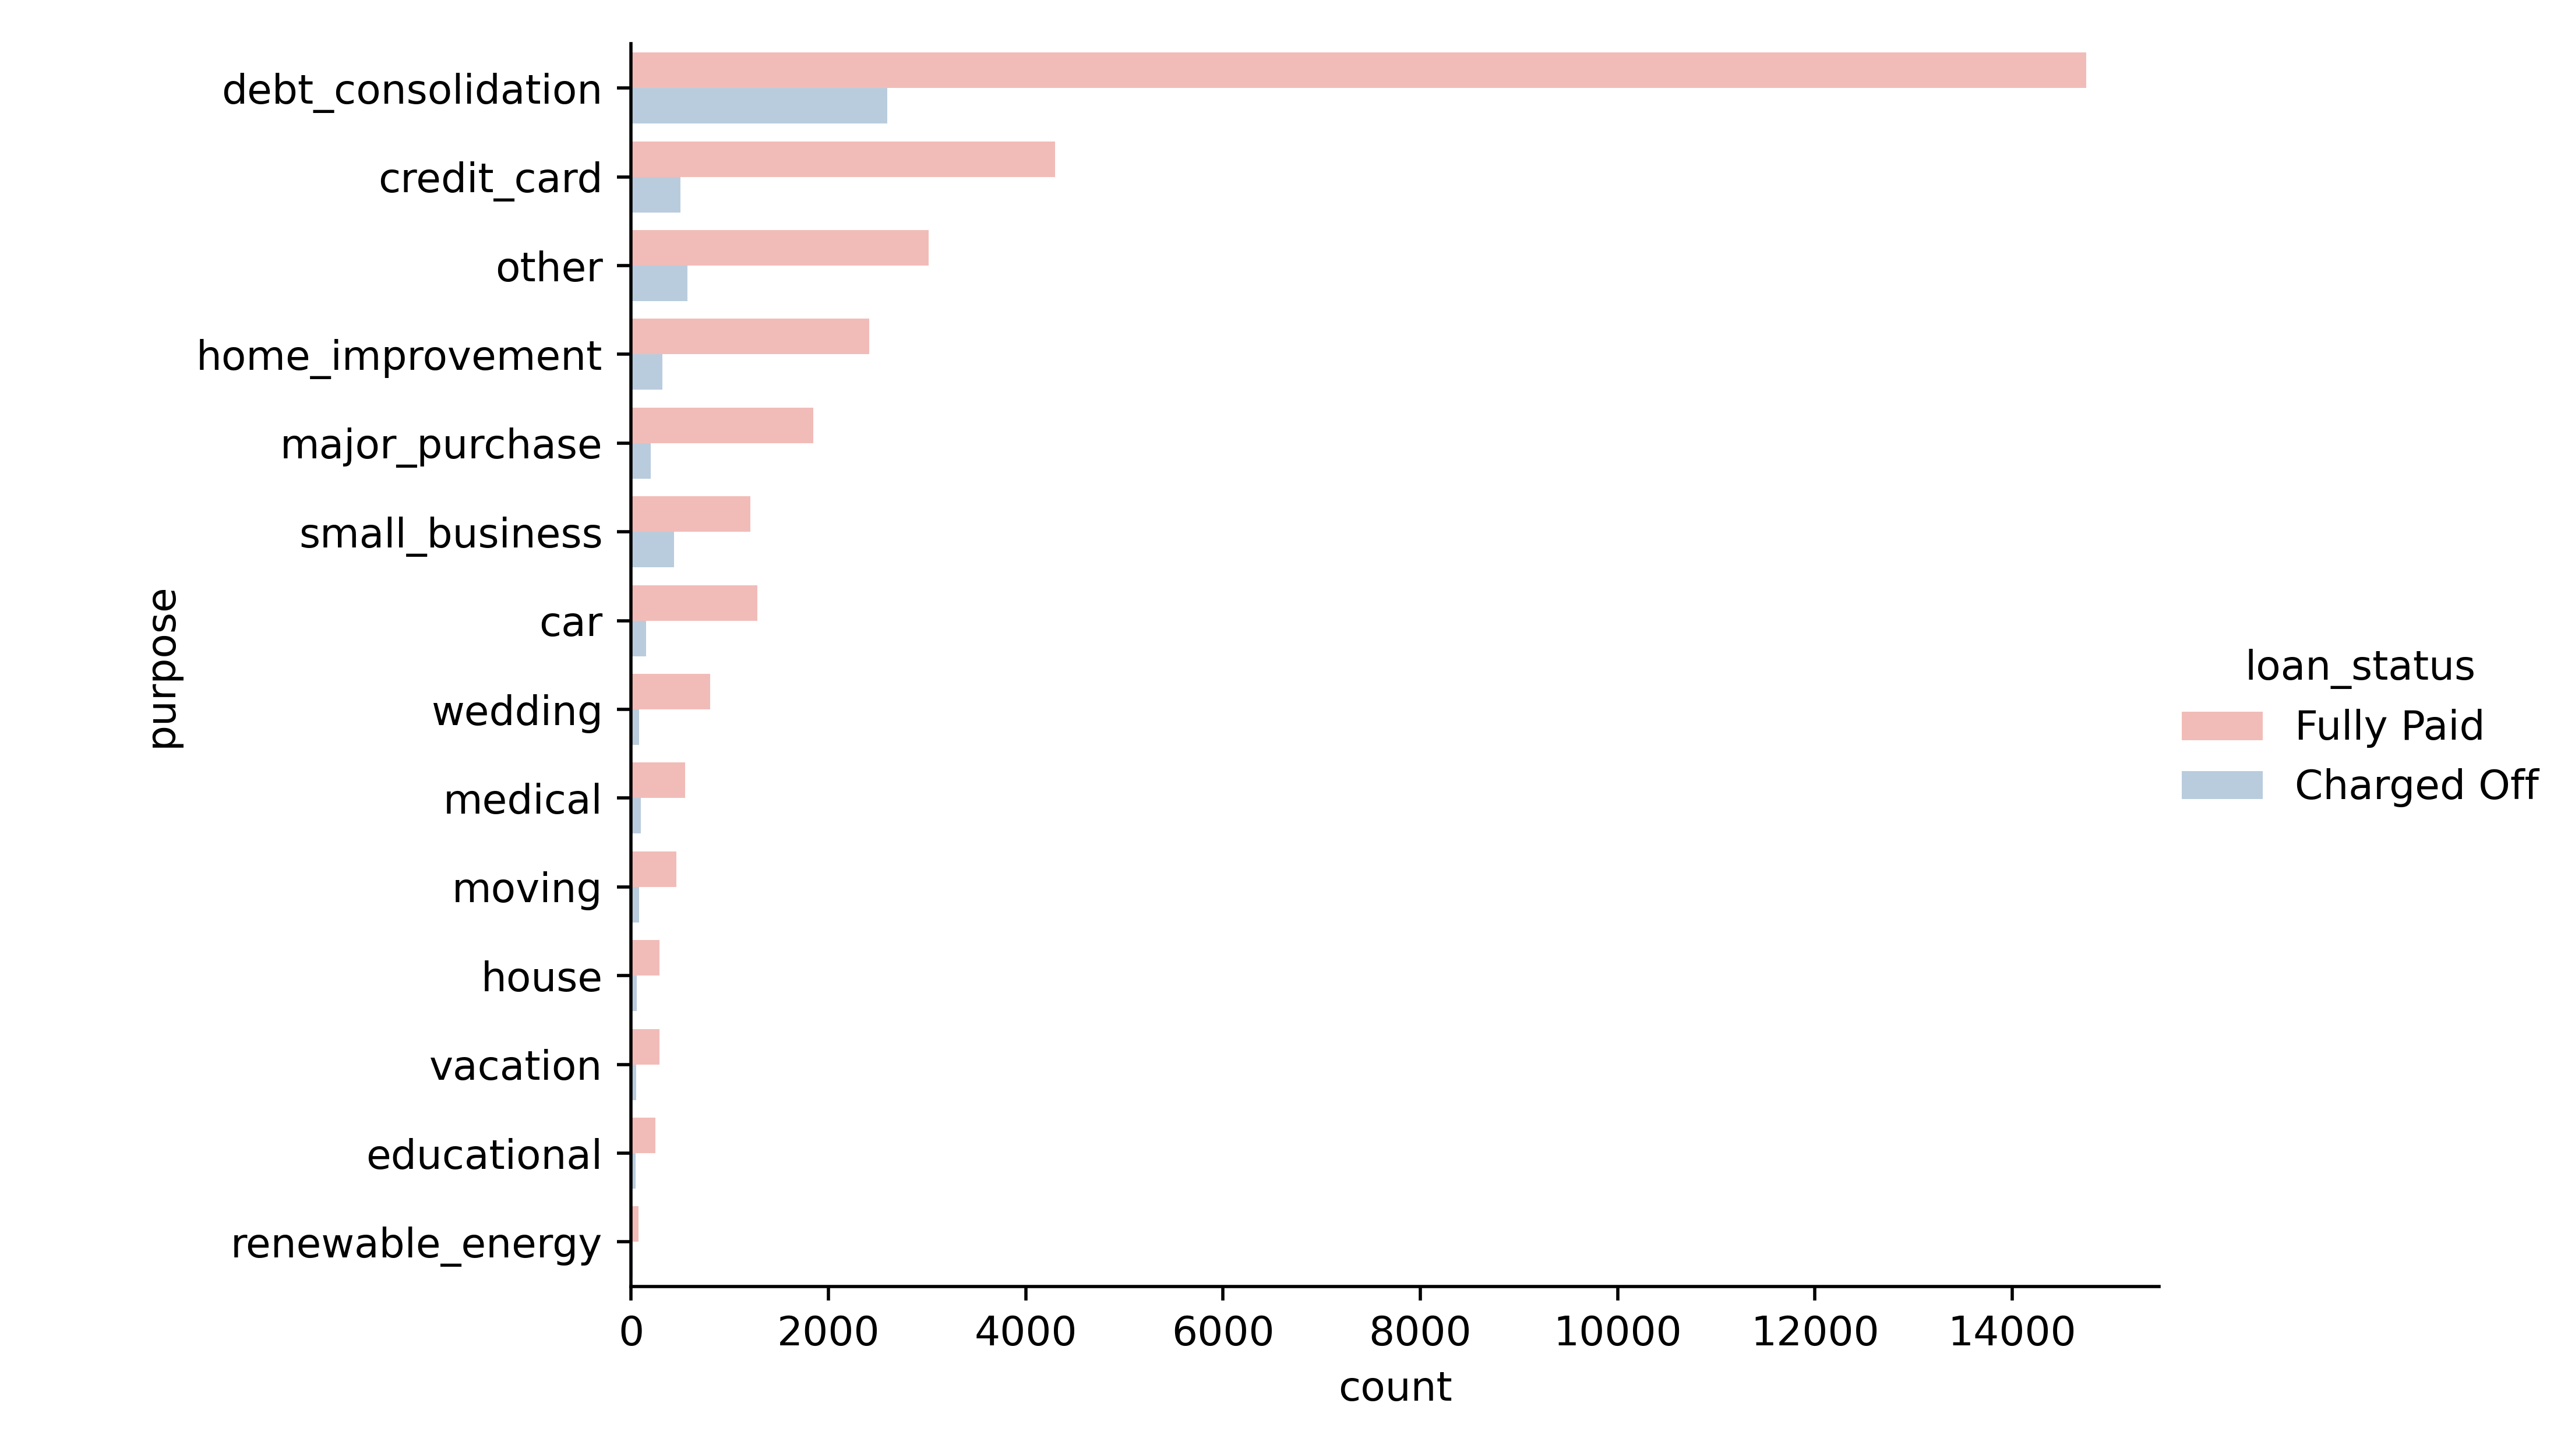 debt_consolidation
credit_card
other
home_improvement
major_purchase
small_business
car
wedding
medical
moving
house
vacation
educational
renewable_energy
purpose
0 2000 4000 6000 8000 10000 12000 14000
count
loan_status
Fully Paid
Charged Off